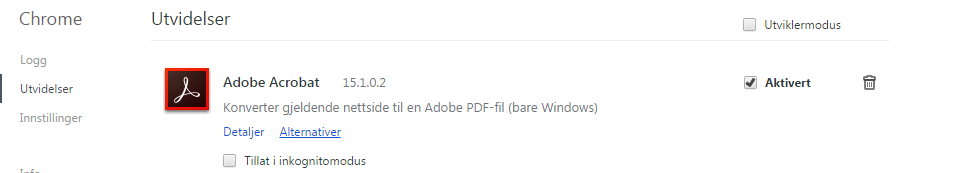 Chrome
Utvidelser
Utviklermodus
Logg
Utvidelser
Innstillinger
Adobe Acrobat 15.1.0.2
Aktivert
Konverter gjeldende nettside til en Adobe PDF-fil (bare Windows)
Detaljer Alternativer
Tillat i inkognitomodus